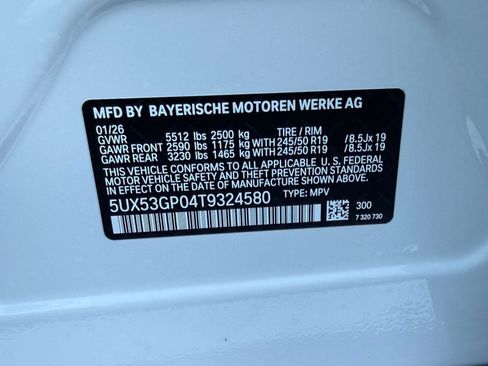 MFD BY BAYERISCHE MOTOREN WERKE AG
01/26
GVWR 5512 lbs 2500 kg TIRE / RIM
GAWR FRONT 2590 lbs 1175 kg 245/50 R19 / 8.5Jx 19
GAWR REAR 3230 lbs 1465 kg 245/50 R19 / 8.5Jx 19
THIS VEHICLE CONFORMS TO ALL APPLICABLE U.S. FEDERAL
MOTOR VEHICLE SAFETY AND THEFT PREVENTION STANDARDS
IN EFFECT ON THE DATE OF MANUFACTURE SHOWN ABOVE.
5UX53GP04T9324580 TYPE: MPV
300
7 320 730